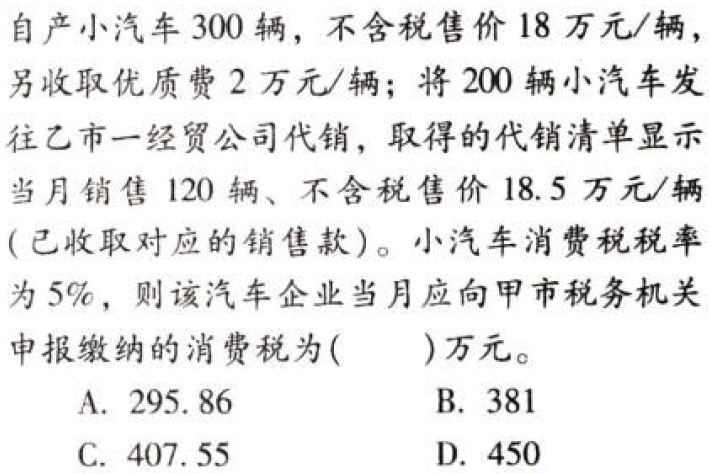 自产小汽车 300 辆，不含税售价 18 万元/辆，
另收取优质费 2 万元/辆；将 200 辆小汽车发
往乙市一经贸公司代销，取得的代销清单显示
当月销售 120 辆、不含税售价 18.5 万元/辆
(已收取对应的销售款)。小汽车消费税税率
为 5%，则该汽车企业当月应向甲市税务机关
申报缴纳的消费税为(　　)万元。
A. 295.86　　B. 381
C. 407.55　　D. 450